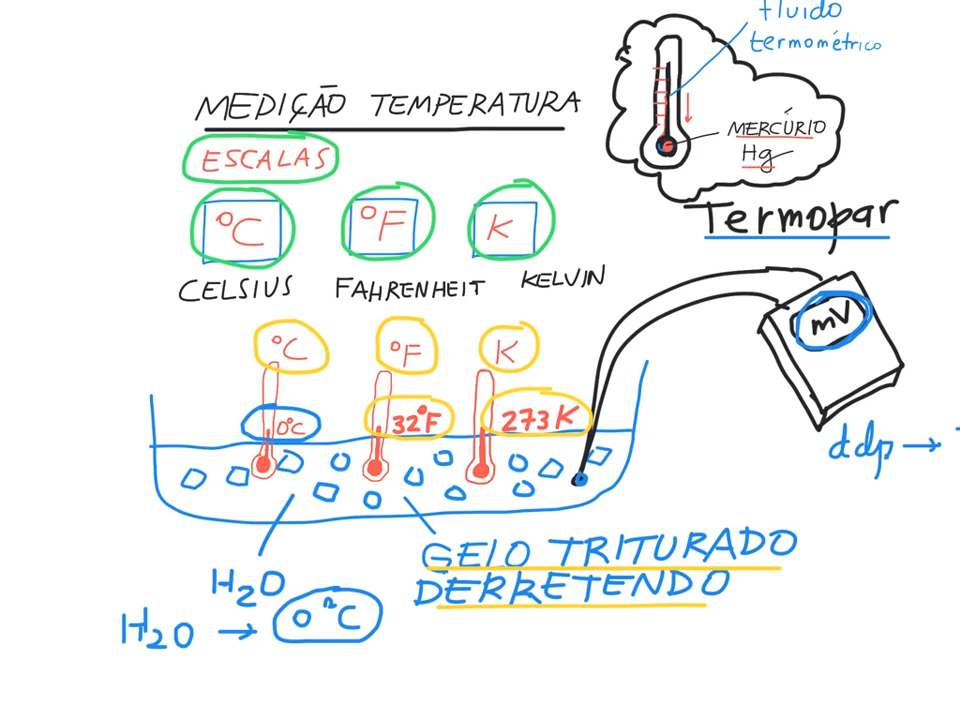 fluido
termométrico
MEDIÇÃO TEMPERATURA
MERCÚRIO
Hg
ESCALAS
Termopar
°C °F K
CELSIUS FAHRENHEIT KELVIN
mV
°C °F K
0°C 32°F 273K
ddp →
GELO TRITURADO
DERRETENDO
H2O
H2O → 0°C